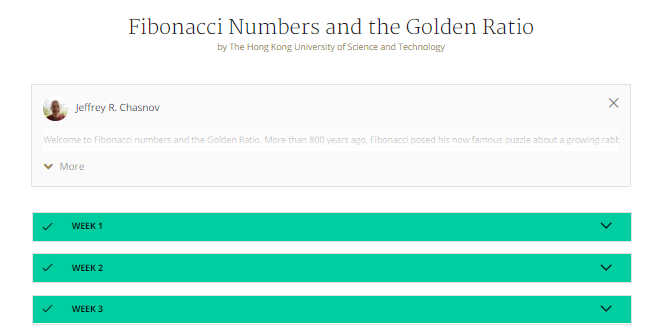 Fibonacci Numbers and the Golden Ratio
by The Hong Kong University of Science and Technology
Jeffrey R. Chasnov
Welcome to Fibonacci numbers and the Golden Ratio. More than 800 years ago, Fibonacci posed his now famous puzzle about a growing rabb
More
WEEK 1
WEEK 2
WEEK 3